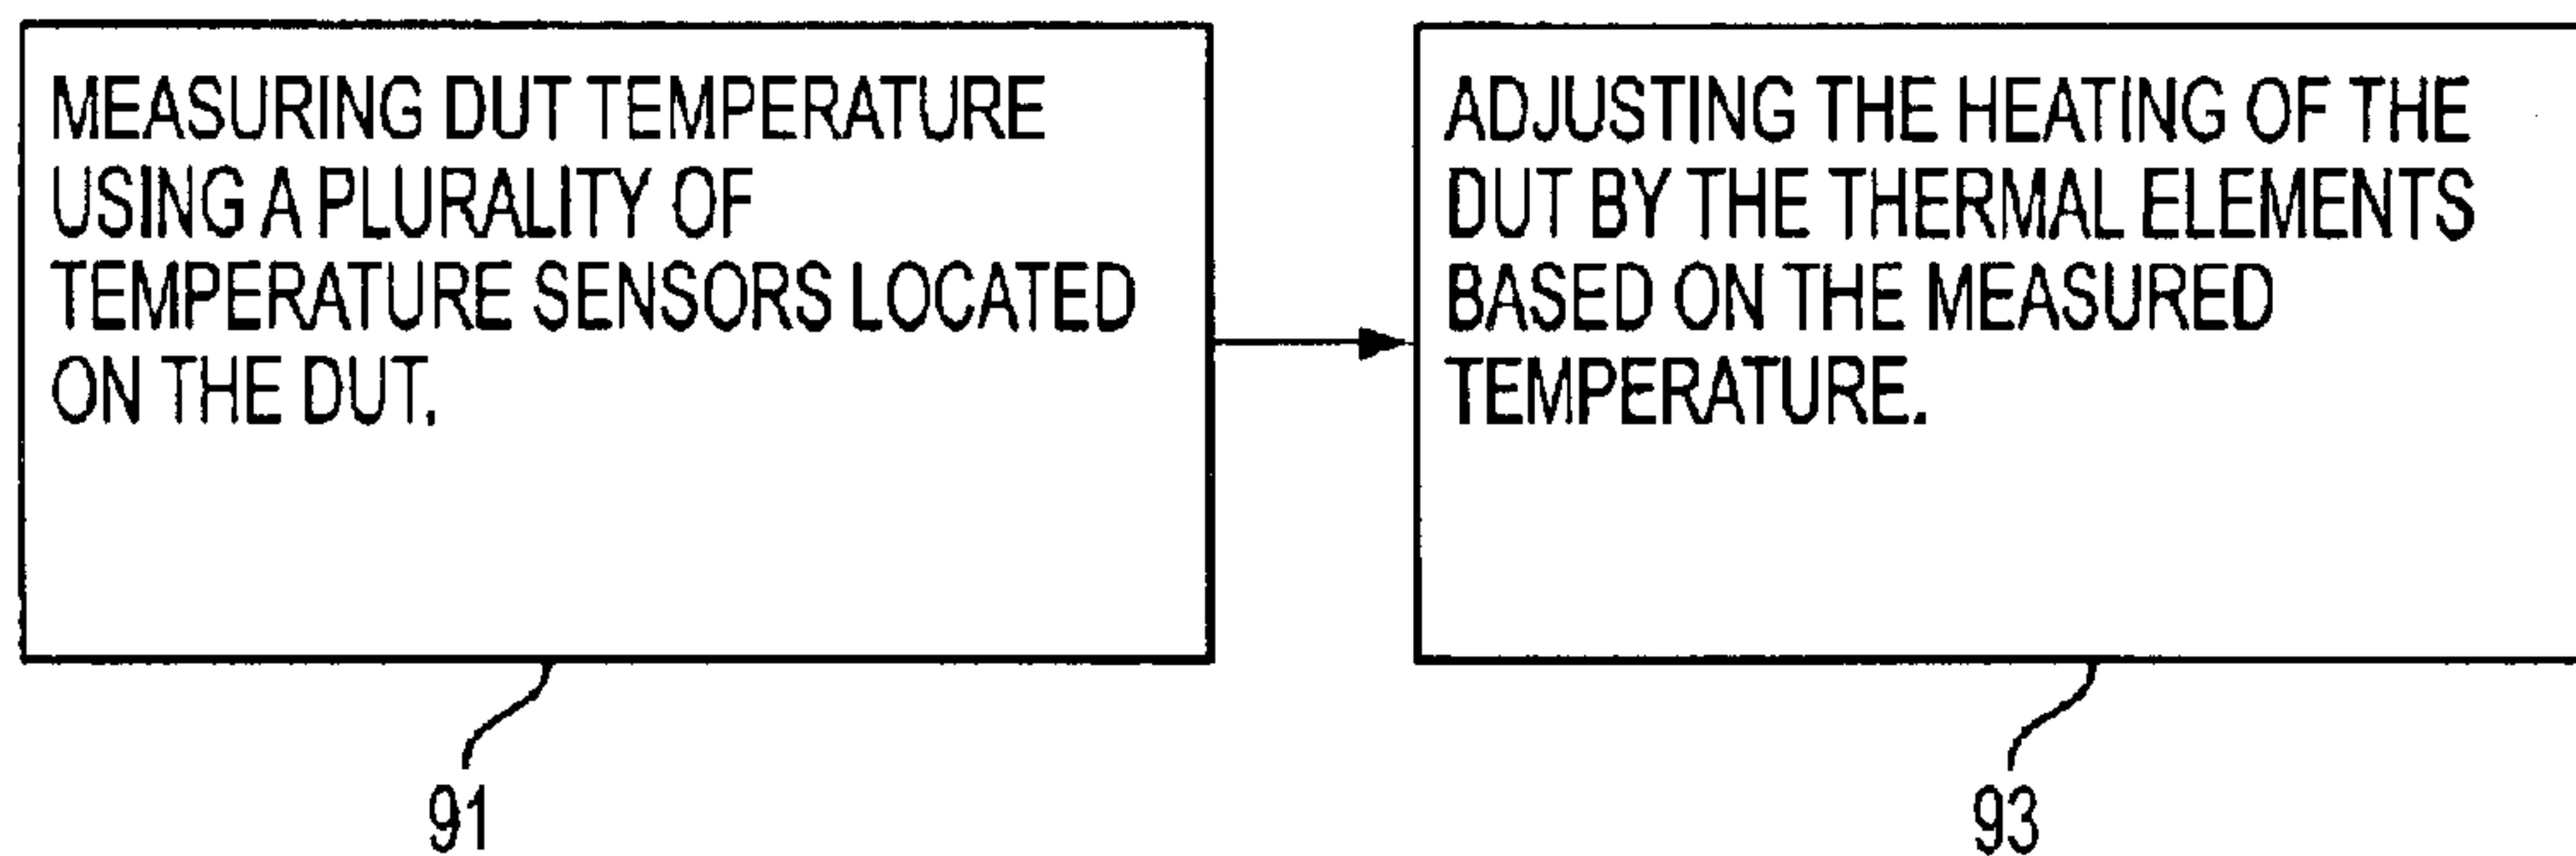 MEASURING DUT TEMPERATURE
USING A PLURALITY OF
TEMPERATURE SENSORS LOCATED
ON THE DUT.
ADJUSTING THE HEATING OF THE
DUT BY THE THERMAL ELEMENTS
BASED ON THE MEASURED
TEMPERATURE.
91
93